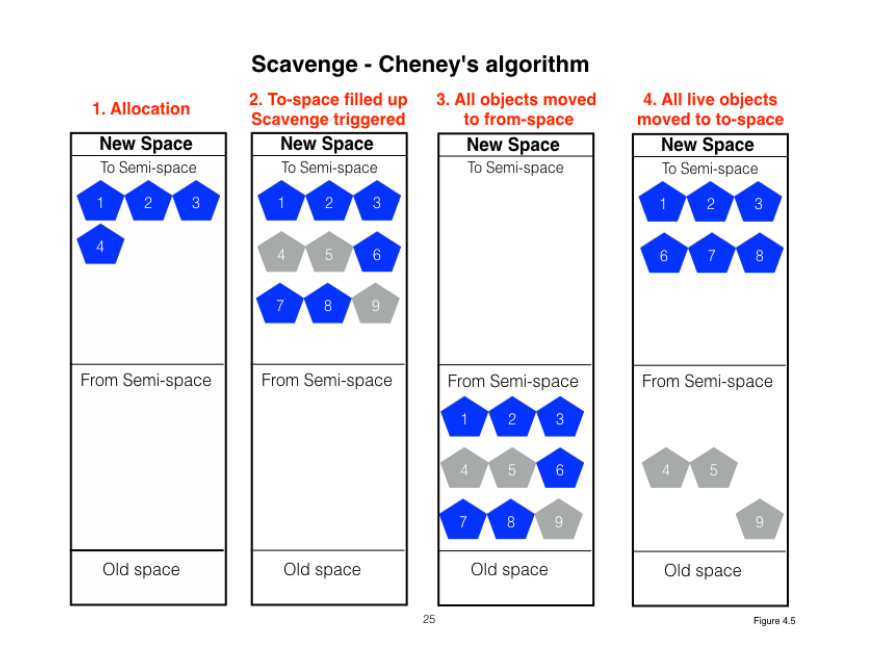 Scavenge - Cheney's algorithm
1. Allocation
New Space
To Semi-space
1 2 3
4
From Semi-space
Old space
2. To-space filled up
Scavenge triggered
New Space
To Semi-space
1 2 3
4 5 6
7 8 9
From Semi-space
Old space
3. All objects moved
to from-space
New Space
To Semi-space
From Semi-space
1 2 3
4 5 6
7 8 9
Old space
4. All live objects
moved to to-space
New Space
To Semi-space
1 2 3
6 7 8
From Semi-space
4 5
9
Old space
25
Figure 4.5